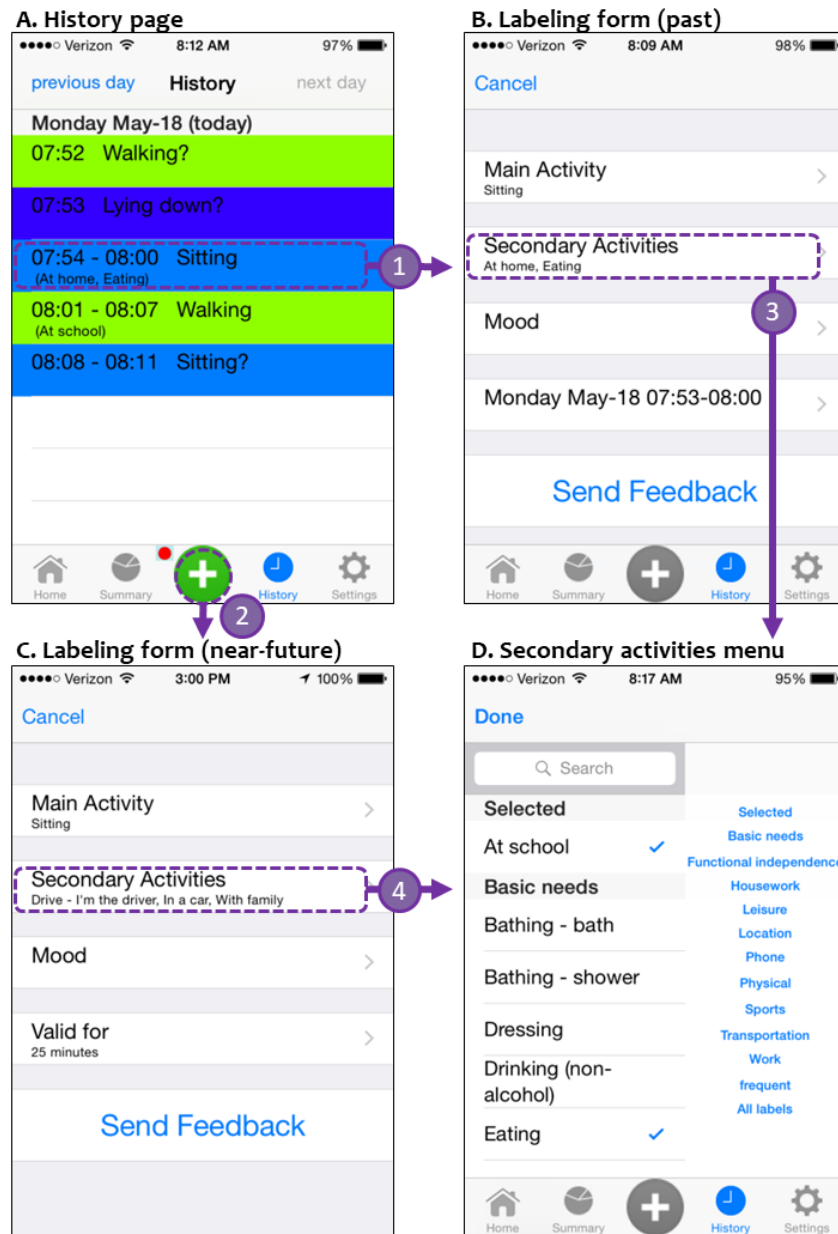 A. History page
●●●●○ Verizon 8:12 AM 97%
previous day History next day
Monday May-18 (today)
07:52 Walking?
07:53 Lying down?
07:54 - 08:00 Sitting
(At home, Eating)
08:01 - 08:07 Walking
(At school)
08:08 - 08:11 Sitting?
Home Summary History Settings
1
2
B. Labeling form (past)
●●●●○ Verizon 8:09 AM 98%
Cancel
Main Activity
Sitting
Secondary Activities
At home, Eating
Mood
3
Monday May-18 07:53-08:00
Send Feedback
Home Summary History Settings
C. Labeling form (near-future)
●●●●○ Verizon 3:00 PM 100%
Cancel
Main Activity
Sitting
Secondary Activities
Drive - I'm the driver, In a car, With family
4
Mood
Valid for
25 minutes
Send Feedback
D. Secondary activities menu
●●●●○ Verizon 8:17 AM 95%
Done
Search
Selected
At school
Basic needs
Bathing - bath
Bathing - shower
Dressing
Drinking (non-
alcohol)
Eating
Selected
Basic needs
Functional independence
Housework
Leisure
Location
Phone
Physical
Sports
Transportation
Work
frequent
All labels
Home Summary History Settings